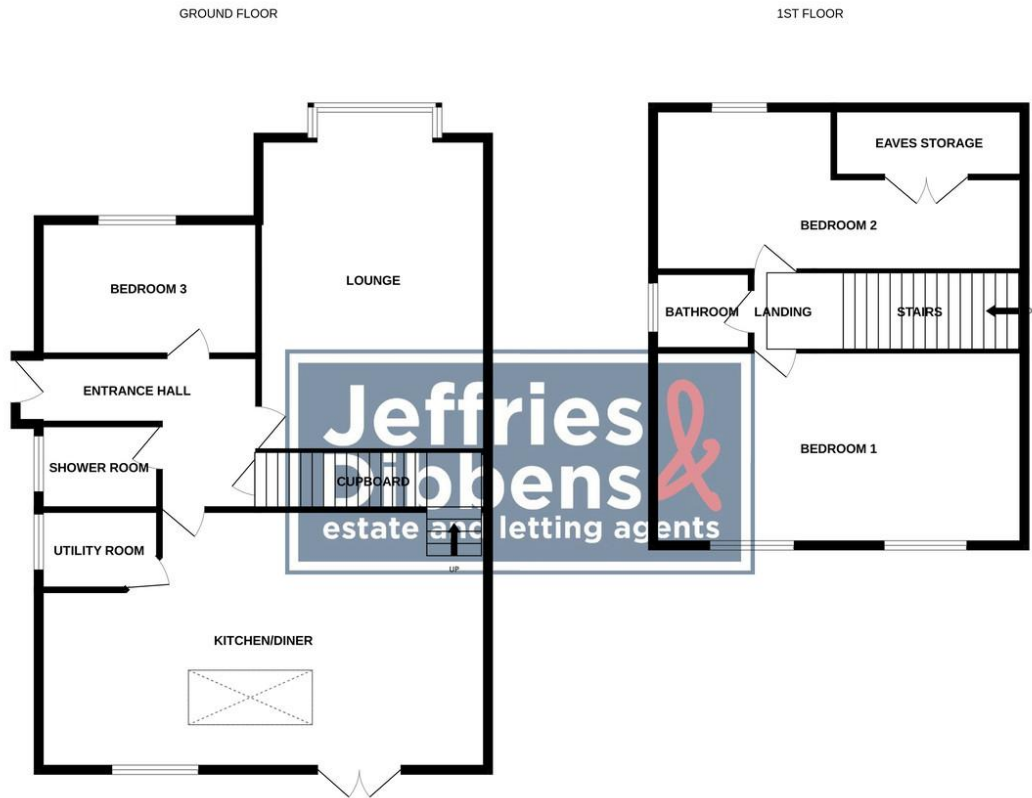 GROUND FLOOR
1ST FLOOR
EAVES STORAGE
BEDROOM 2
LOUNGE
BEDROOM 3
BATHROOM
LANDING
STAIRS
ENTRANCE HALL
Jeffries &
Dibbens
estate and letting agents
BEDROOM 1
SHOWER ROOM
CUPBOARD
UTILITY ROOM
UP
KITCHEN/DINER